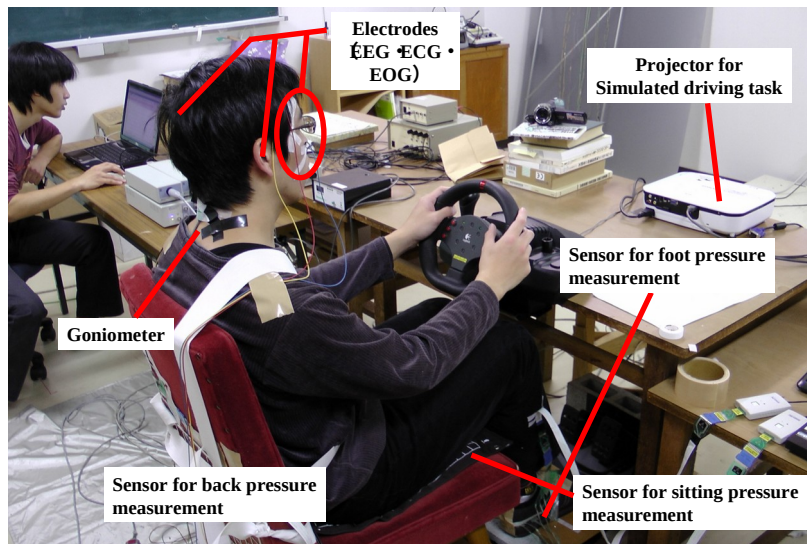 Electrodes
（EEG・ECG・
EOG）
Projector for
Simulated driving task
Sensor for foot pressure
measurement
Goniometer
Sensor for back pressure
measurement
Sensor for sitting pressure
measurement